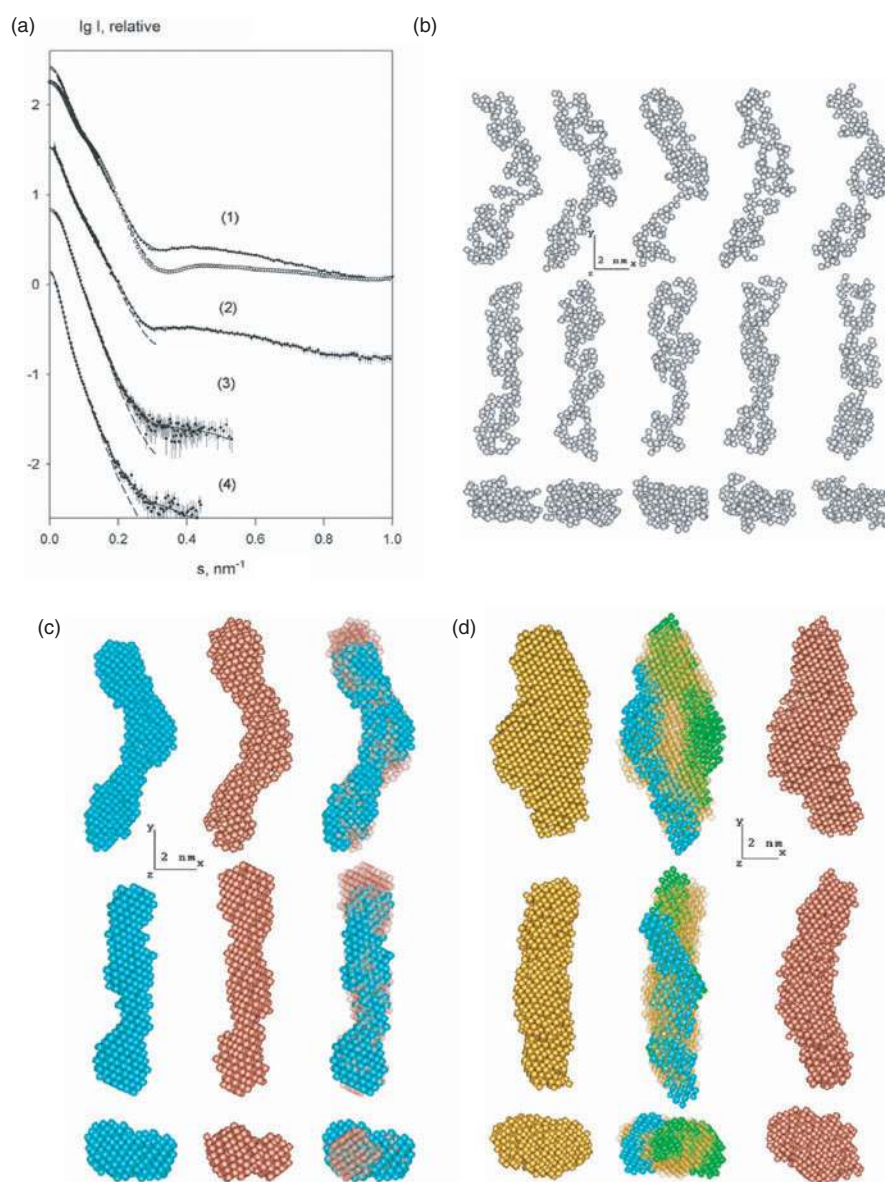 (a)
lg I, relative
2
1
0
-1
-2
(1)
(2)
(3)
(4)
0.0 0.2 0.4 0.6 0.8 1.0
s, nm⁻¹
(b)
y
z 2 nm x
(c)
y
z 2 nm x
(d)
y
z 2 nm x